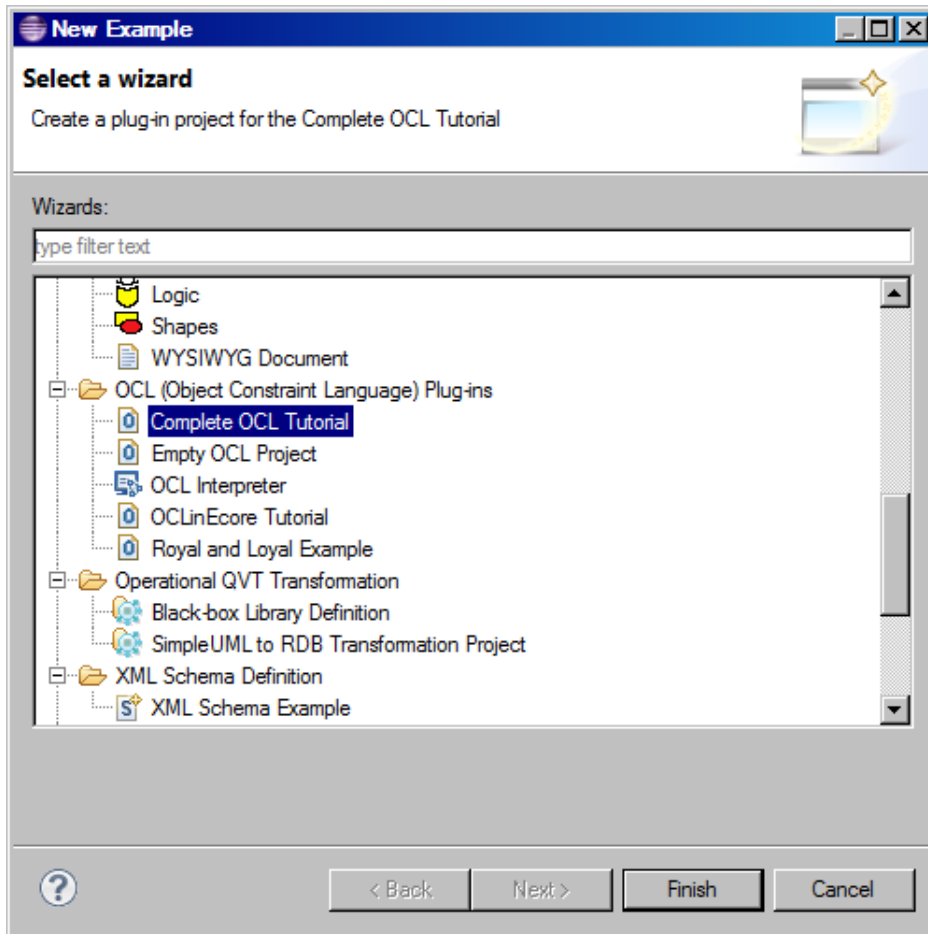 New Example
Select a wizard
Create a plug-in project for the Complete OCL Tutorial
Wizards:
type filter text
Logic
Shapes
WYSIWYG Document
OCL (Object Constraint Language) Plug-ins
Complete OCL Tutorial
Empty OCL Project
OCL Interpreter
OCLinEcore Tutorial
Royal and Loyal Example
Operational QVT Transformation
Black-box Library Definition
SimpleUML to RDB Transformation Project
XML Schema Definition
XML Schema Example
? < Back Next > Finish Cancel